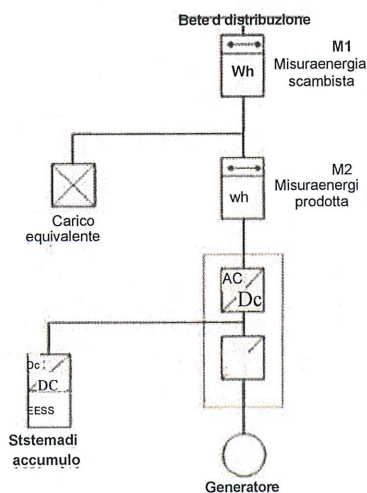 Bete d distribuzione
M1
Wh
Misuraenergia
scambista
M2
wh
Misuraenergi
prodotta
Carico
equivalente
AC
Dc
Dc
DC
EESS
Ststemadi
accumulo
Generatore